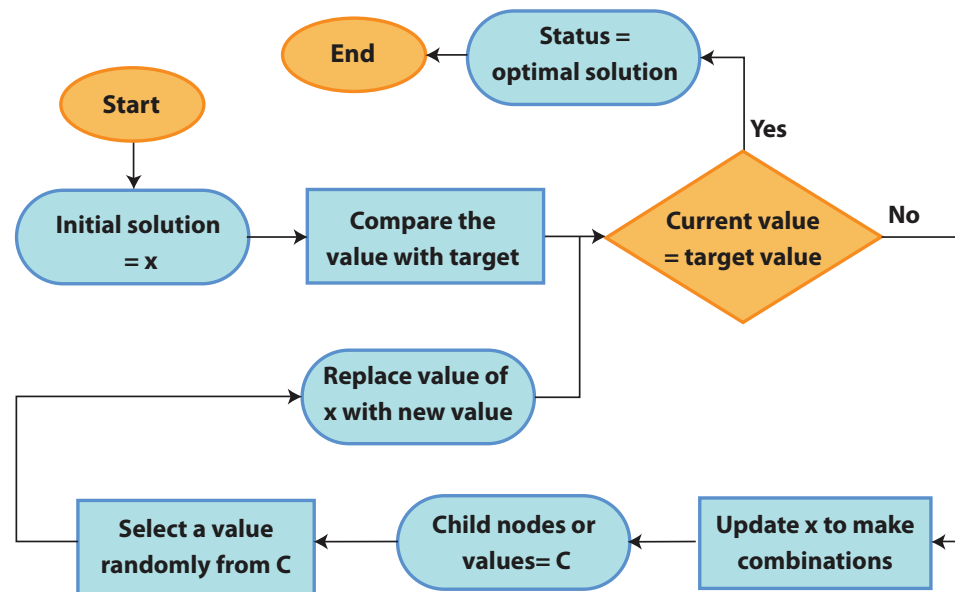 Start
Initial solution
= x
Compare the
value with target
Current value
= target value
Yes
Status =
optimal solution
End
No
Update x to make
combinations
Child nodes or
values= C
Select a value
randomly from C
Replace value of
x with new value